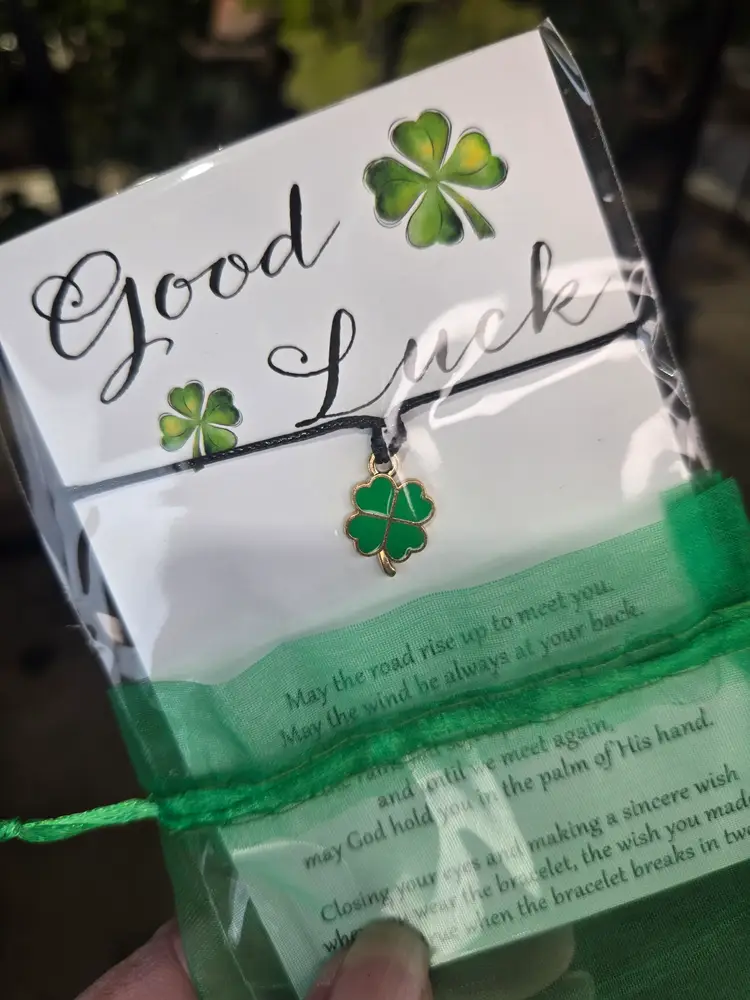 Good
Luck
May the road rise up to meet you.
May the wind be always at your back.
and until we meet again,
may God hold you in the palm of His hand.
Closing your eyes and making a sincere wish
wear the bracelet, the wish you made
when the bracelet breaks in two